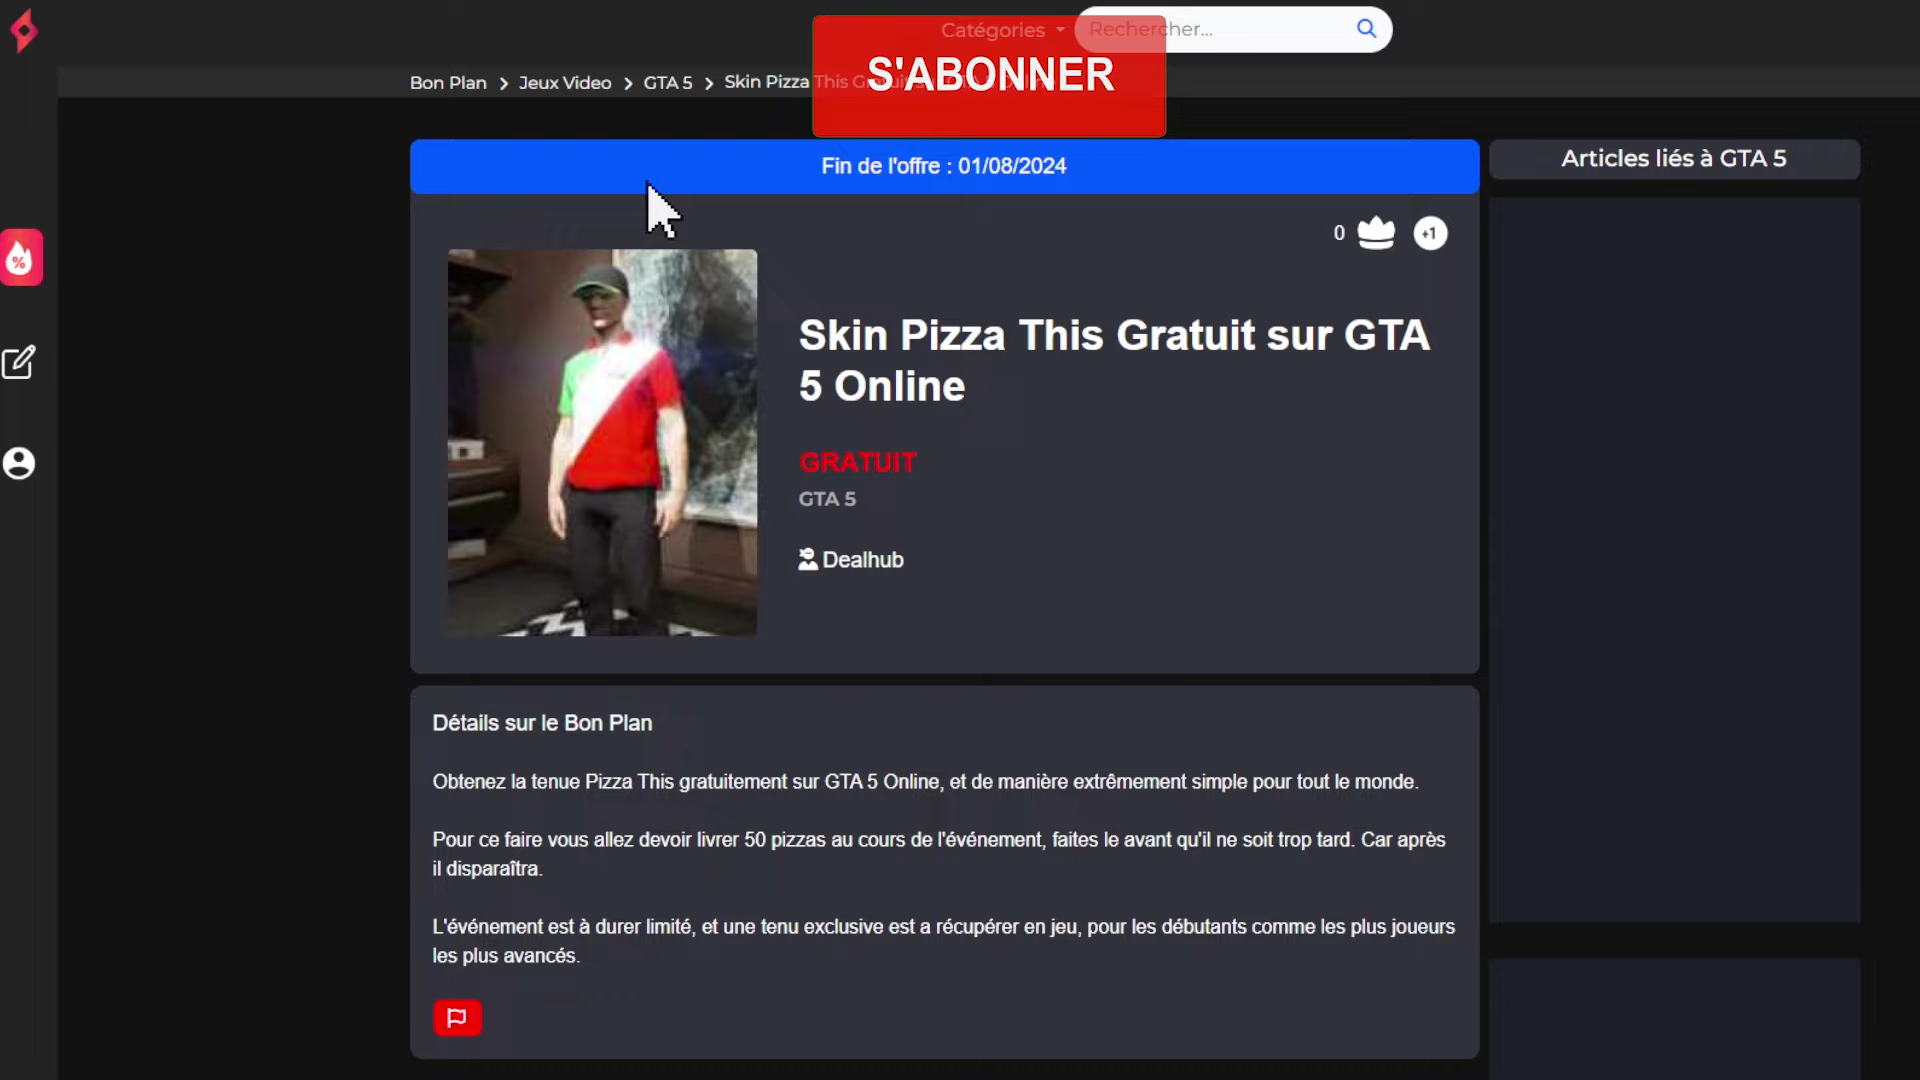 Catégories
Rechercher...
S'ABONNER
Bon Plan > Jeux Video > GTA 5 > Skin Pizza This
Fin de l'offre : 01/08/2024
Articles liés à GTA 5
0
+1
Skin Pizza This Gratuit sur GTA
5 Online
GRATUIT
GTA 5
Dealhub
Détails sur le Bon Plan
Obtenez la tenue Pizza This gratuitement sur GTA 5 Online, et de manière extrêmement simple pour tout le monde.
Pour ce faire vous allez devoir livrer 50 pizzas au cours de l'événement, faites le avant qu'il ne soit trop tard. Car après
il disparaîtra.
L'événement est à durer limité, et une tenu exclusive est a récupérer en jeu, pour les débutants comme les plus joueurs
les plus avancés.